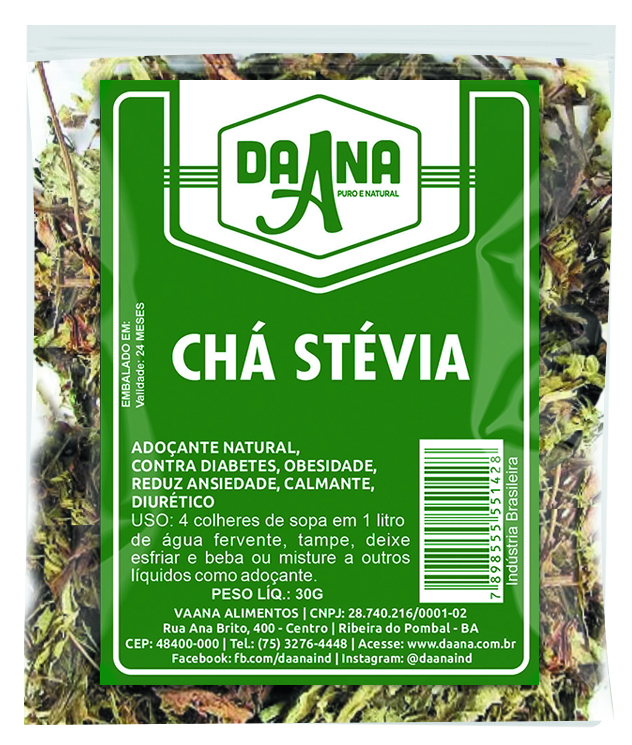 DAANA
PURO E NATURAL
EMBALADO EM:
Validade: 24 MESES
CHÁ STÉVIA
ADOÇANTE NATURAL,
CONTRA DIABETES, OBESIDADE,
REDUZ ANSIEDADE, CALMANTE,
DIURÉTICO
USO: 4 colheres de sopa em 1 litro
de água fervente, tampe, deixe
esfriar e beba ou misture a outros
líquidos como adoçante.
PESO LÍQ.: 30G
7 898555 551428
Indústria Brasileira
VAANA ALIMENTOS | CNPJ: 28.740.216/0001-02
Rua Ana Brito, 400 - Centro | Ribeira do Pombal - BA
CEP: 48400-000 | TeL.: (75) 3276-4448 | Acesse: www.daana.com.br
Facebook: fb.com/daanaind | Instagram: @daanaind